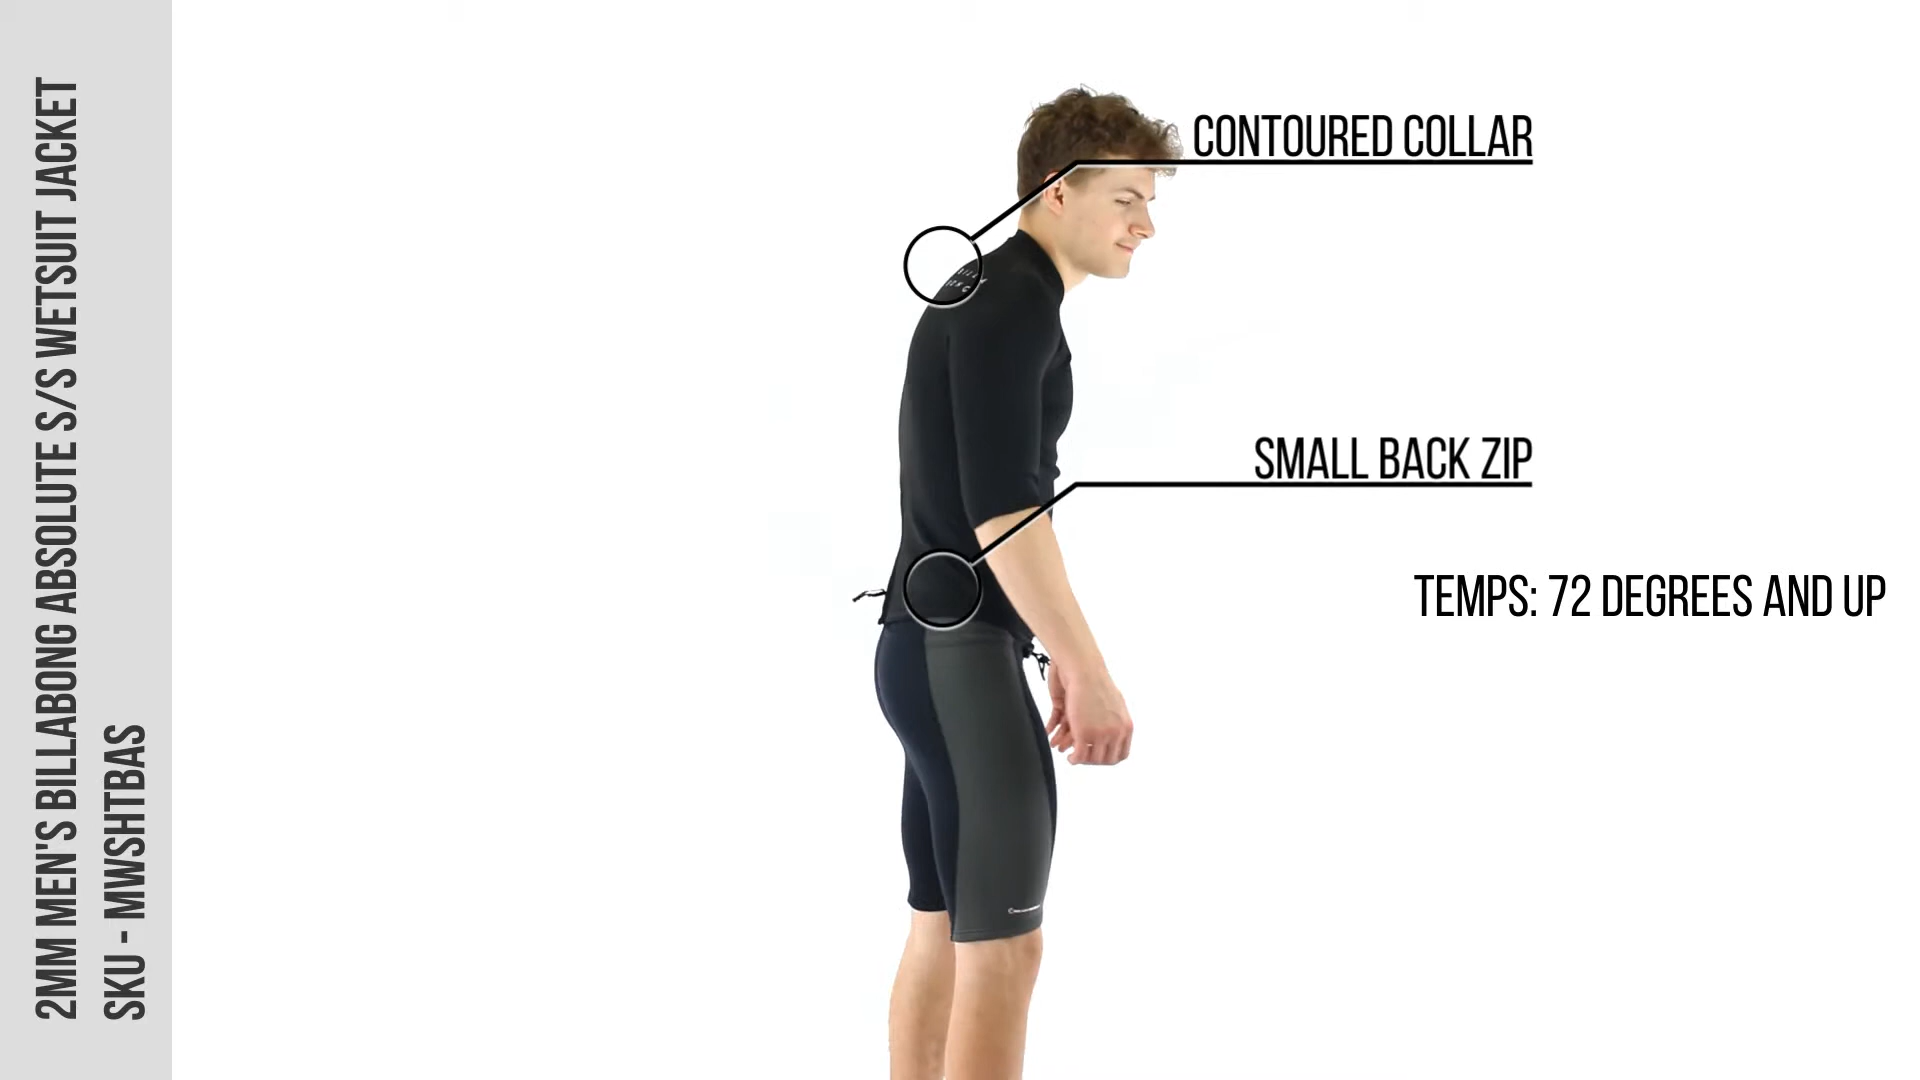 2MM MEN'S BILLABONG ABSOLUTE S/S WETSUIT JACKET
SKU - MWSHTBAS
CONTOURED COLLAR
SMALL BACK ZIP
TEMPS: 72 DEGREES AND UP